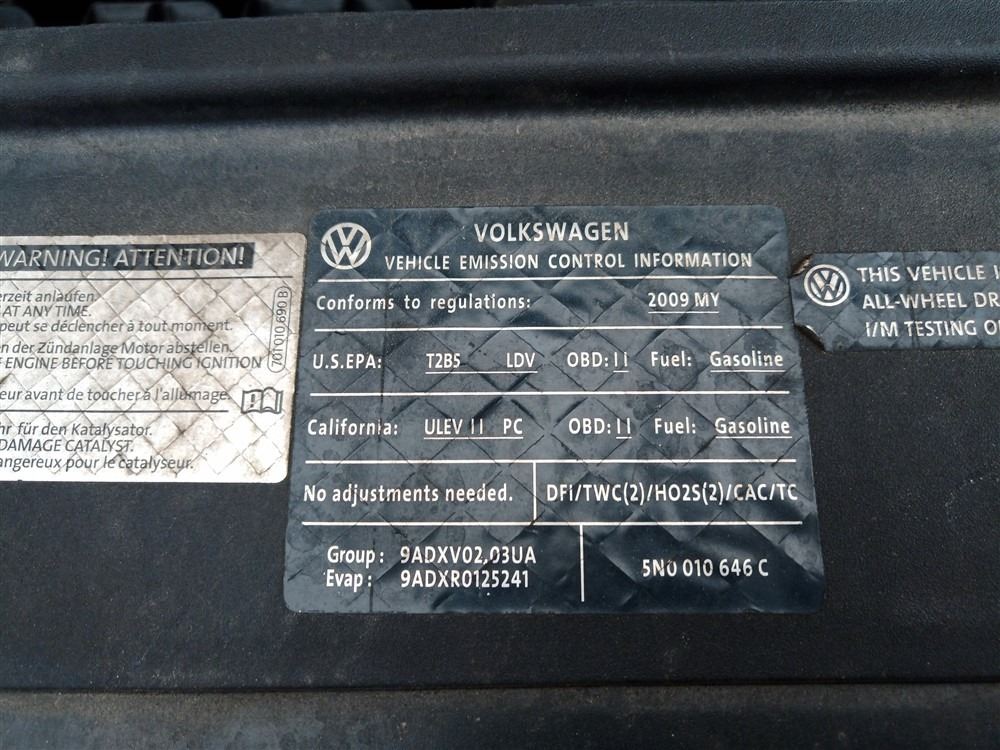 WARNING! ATTENTION!
erzeit anlaufen.
AT ANY TIME.
peut se déclencher à tout moment.
en der Zündanlage Motor abstellen.
ENGINE BEFORE TOUCHING IGNITION
eur avant de toucher à l'allumage.
hr für den Katalysator.
DAMAGE CATALYST.
angereux pour le catalyseur.
7D1 010 690 B
VOLKSWAGEN
VEHICLE EMISSION CONTROL INFORMATION
Conforms to regulations: 2009 MY
U.S.EPA: T2B5 LDV OBD: II Fuel: Gasoline
California: ULEV II PC OBD: II Fuel: Gasoline
No adjustments needed. DFI/TWC(2)/HO2S(2)/CAC/TC
Group: 9ADXV02,03UA
Evap: 9ADXR0125241
5N0 010 646 C
THIS VEHICLE I
ALL-WHEEL DR
I/M TESTING O